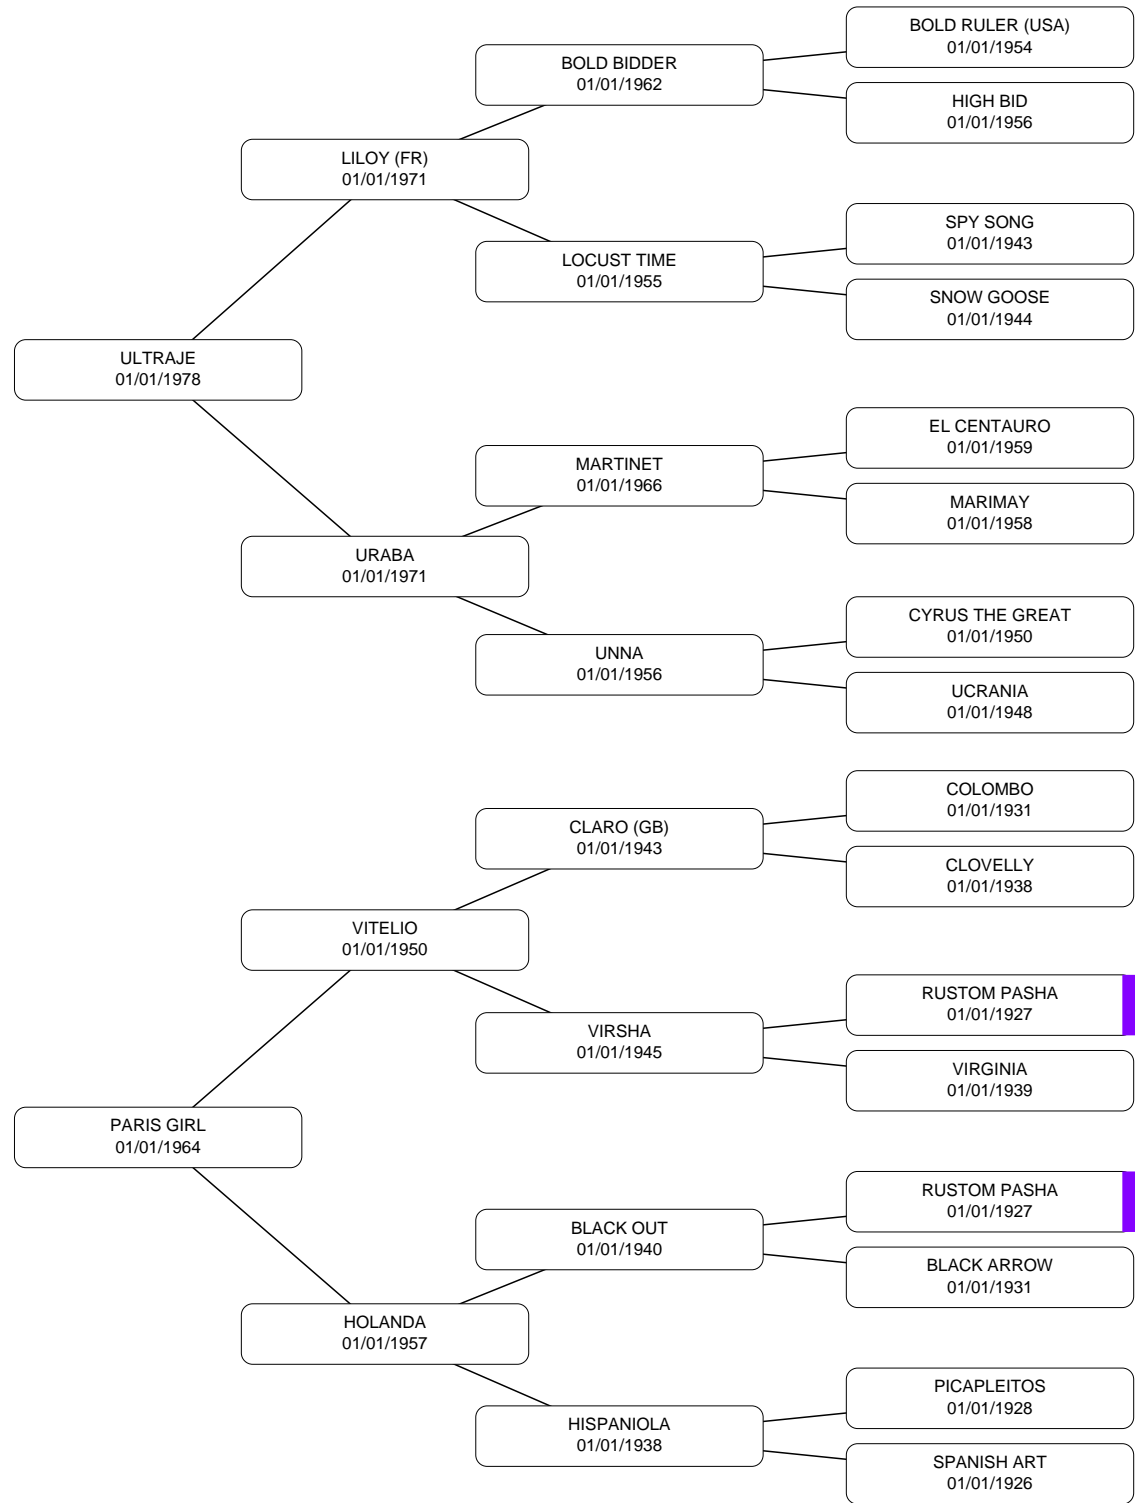 BOLD RULER (USA)
01/01/1954
BOLD BIDDER
01/01/1962
HIGH BID
01/01/1956
LILOY (FR)
01/01/1971
SPY SONG
01/01/1943
LOCUST TIME
01/01/1955
SNOW GOOSE
01/01/1944
ULTRAJE
01/01/1978
EL CENTAURO
01/01/1959
MARTINET
01/01/1966
MARIMAY
01/01/1958
URABA
01/01/1971
CYRUS THE GREAT
01/01/1950
UNNA
01/01/1956
UCRANIA
01/01/1948
COLOMBO
01/01/1931
CLARO (GB)
01/01/1943
CLOVELLY
01/01/1938
VITELIO
01/01/1950
RUSTOM PASHA
01/01/1927
VIRSHA
01/01/1945
VIRGINIA
01/01/1939
PARIS GIRL
01/01/1964
RUSTOM PASHA
01/01/1927
BLACK OUT
01/01/1940
BLACK ARROW
01/01/1931
HOLANDA
01/01/1957
PICAPLEITOS
01/01/1928
HISPANIOLA
01/01/1938
SPANISH ART
01/01/1926